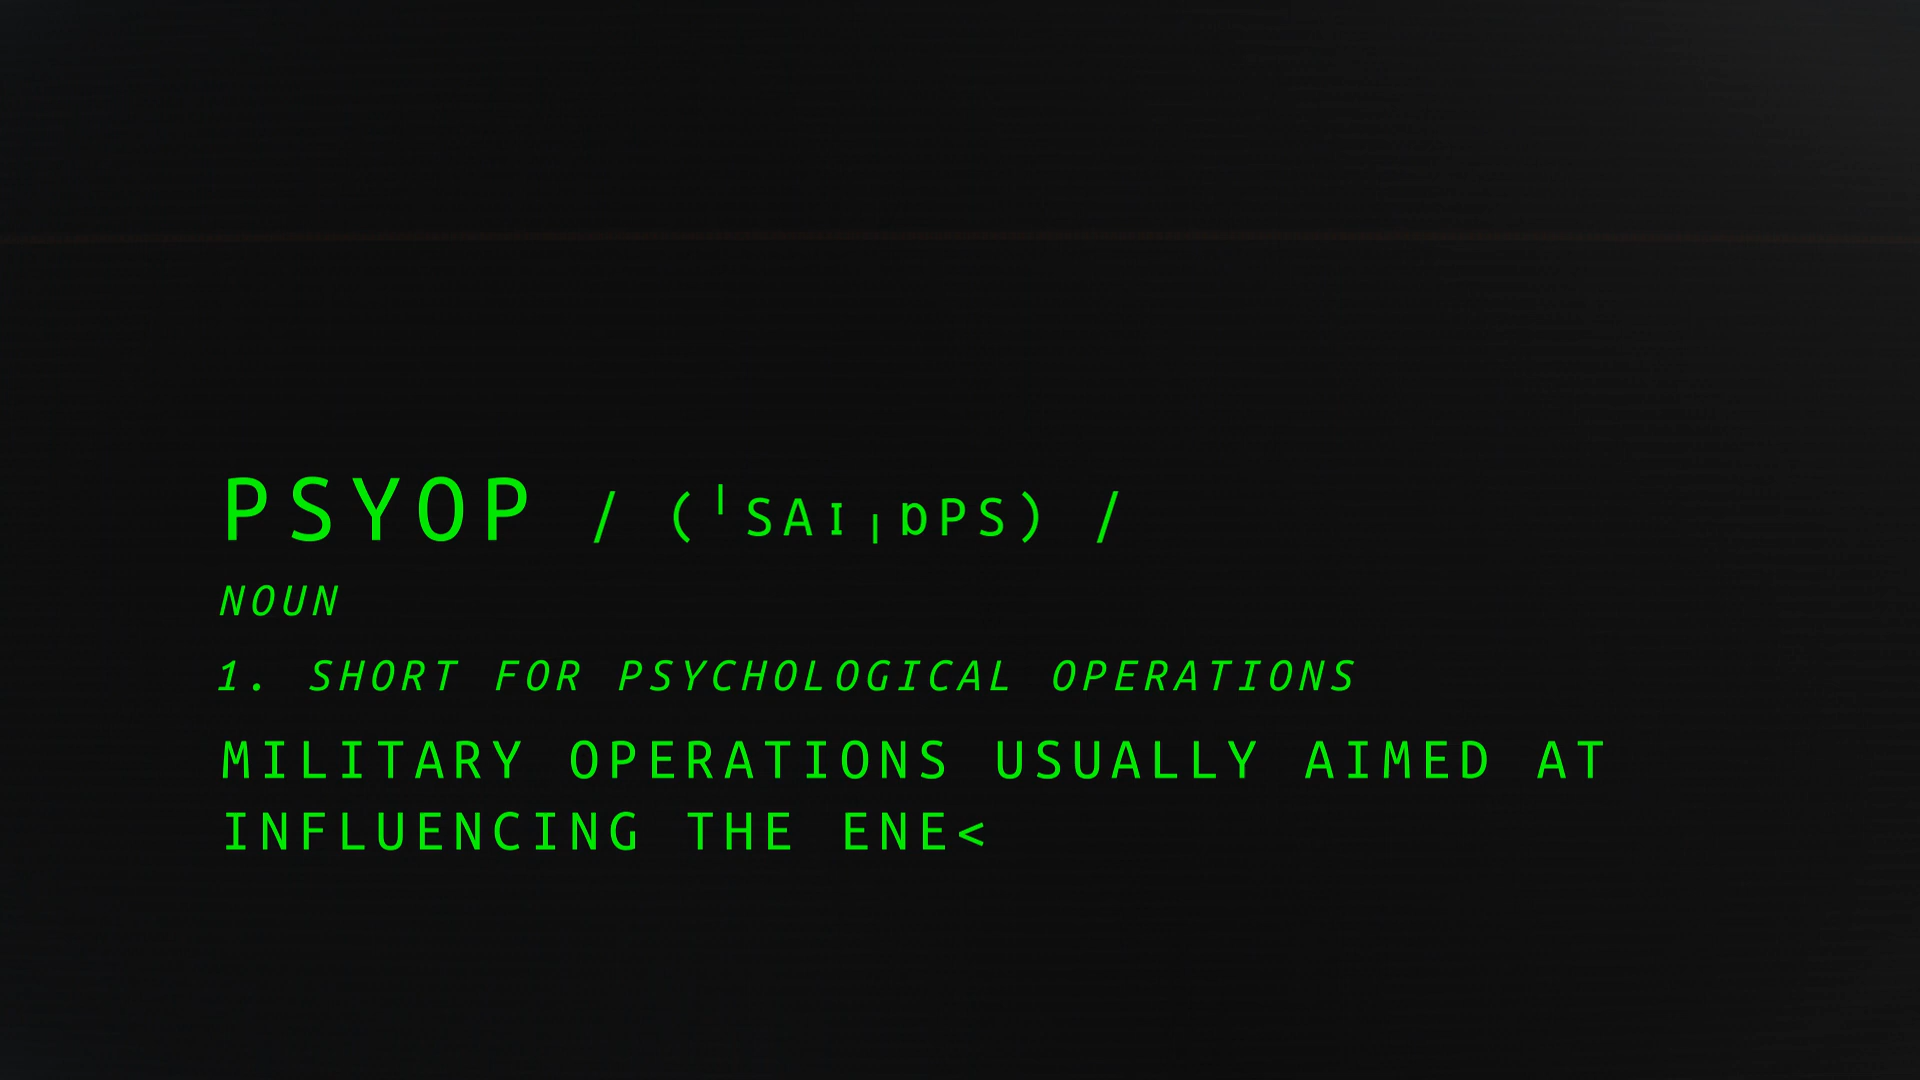 PSYOP / (ˈSAɪˌɒPS) /
NOUN
1. SHORT FOR PSYCHOLOGICAL OPERATIONS
MILITARY OPERATIONS USUALLY AIMED AT
INFLUENCING THE ENE<